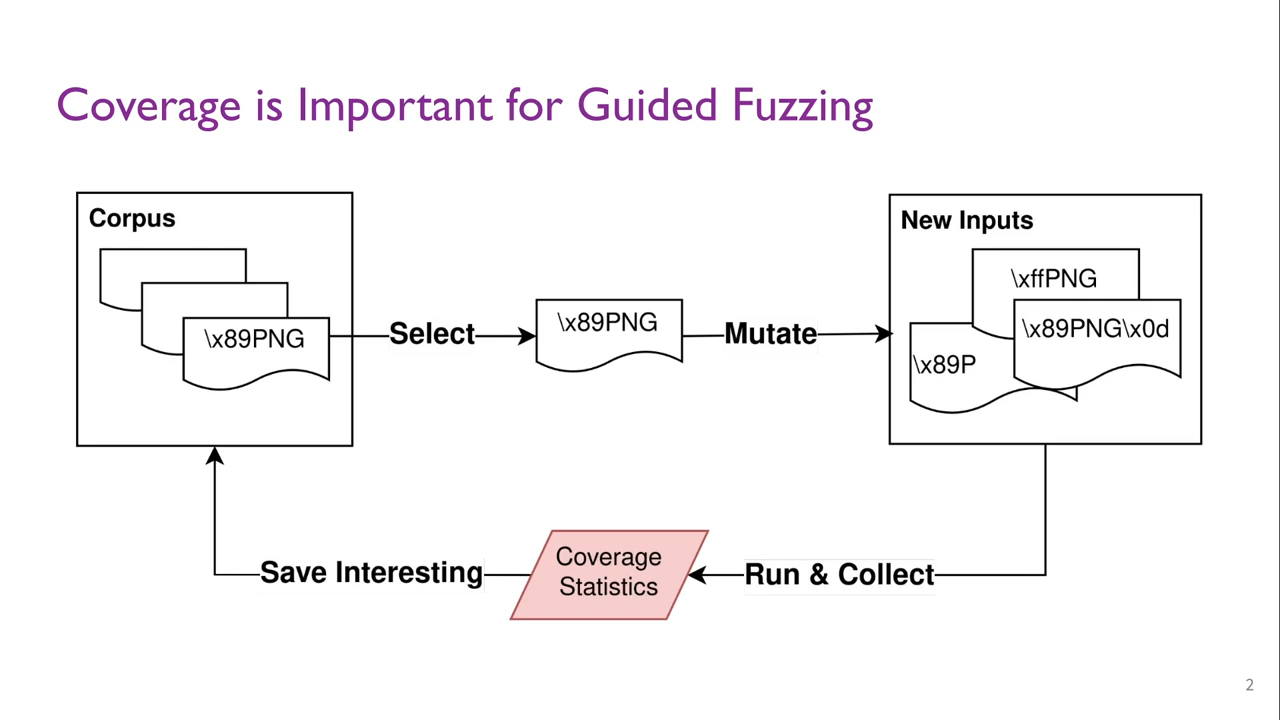 Coverage is Important for Guided Fuzzing
Corpus
\x89PNG
Select
\x89PNG
Mutate
New Inputs
\xffPNG
\x89PNG\x0d
\x89P
Save Interesting
Coverage
Statistics
Run & Collect
2